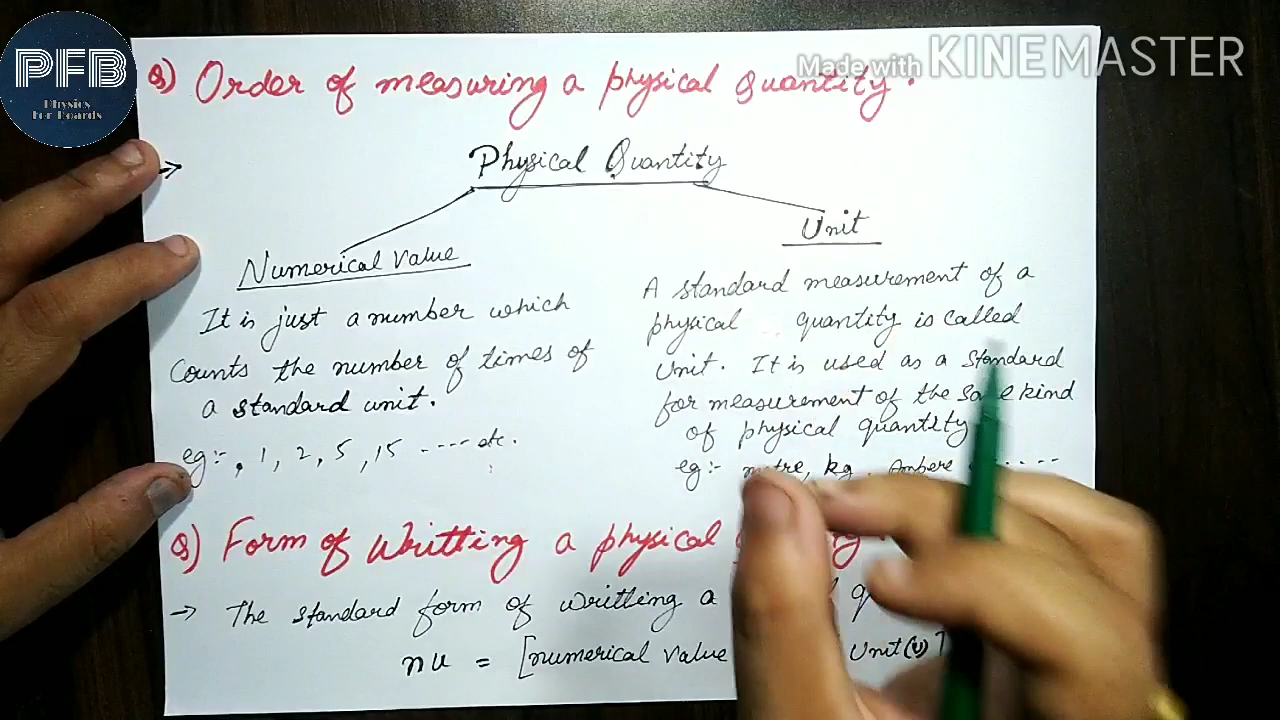 PFB
Physics
For Boards
Made with KINEMASTER
Q) Order of measuring a physical Quantity.
→ Physical Quantity
Unit
Numerical value
It is just a number which
counts the number of times of
a standard unit.
eg:-, 1, 2, 5, 15 ---- etc.
A standard measurement of a
physical quantity is called
Unit. It is used as a standard
for measurement of the same kind
of physical quantity
eg:- metre, kg, Ambere
Q) Form of Writting a physical
→ The standard form of writting a
nu = [numerical value Unit(u)]